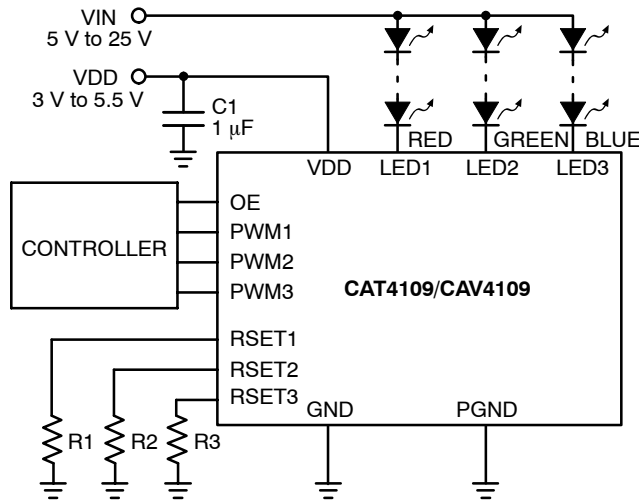 VIN
5 V to 25 V
VDD
3 V to 5.5 V
C1
1 μF
RED
GREEN
BLUE
VDD
LED1
LED2
LED3
CONTROLLER
OE
PWM1
PWM2
PWM3
CAT4109/CAV4109
RSET1
RSET2
RSET3
GND
PGND
R1
R2
R3